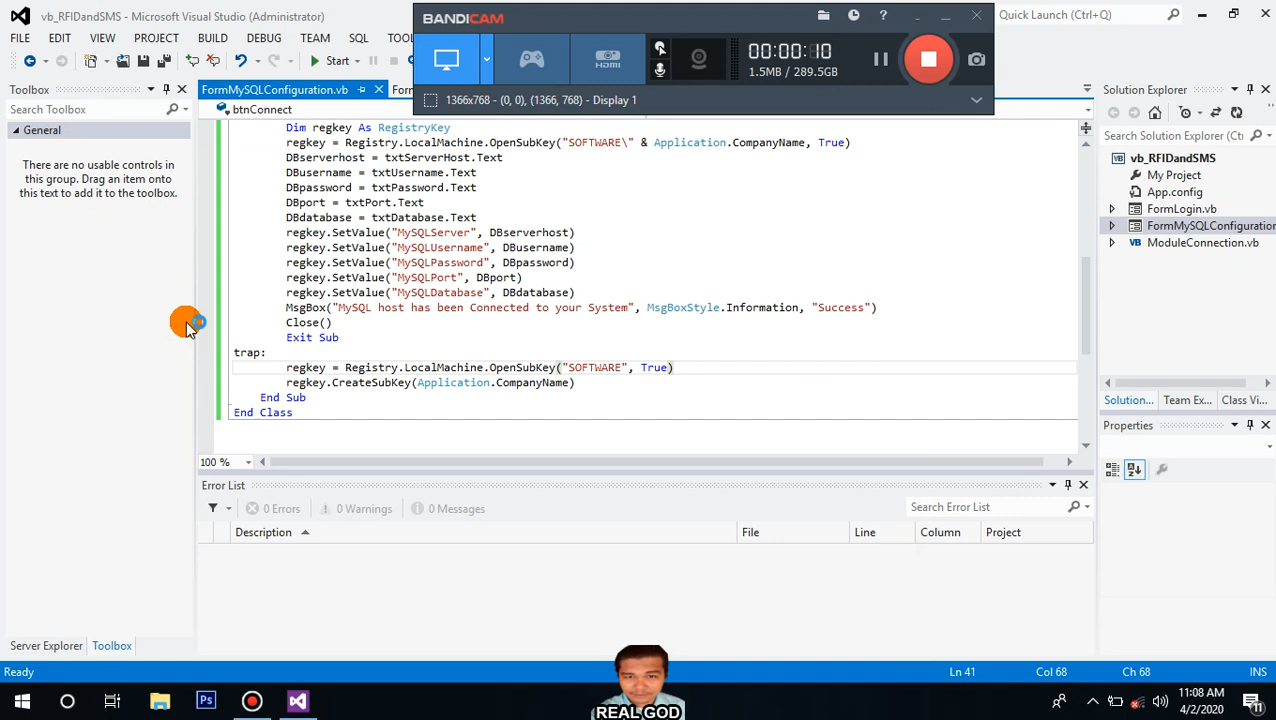 vb_RFIDandSMS - Microsoft Visual Studio (Administrator)
Quick Launch (Ctrl+Q)
BANDICAM
?
00:00:10
1.5MB / 289.5GB
HDMI
1366x768 - (0, 0), (1366, 768) - Display 1
FILE EDIT VIEW PROJECT BUILD DEBUG TEAM SQL
Start
Toolbox
Search Toolbox
General
There are no usable controls in
this group. Drag an item onto
this text to add it to the toolbox.
Server Explorer Toolbox
FormMySQLConfiguration.vb
btnConnect
Dim regkey As RegistryKey
regkey = Registry.LocalMachine.OpenSubKey("SOFTWARE\" & Application.CompanyName, True)
DBserverhost = txtServerHost.Text
DBusername = txtUsername.Text
DBpassword = txtPassword.Text
DBport = txtPort.Text
DBdatabase = txtDatabase.Text
regkey.SetValue("MySQLServer", DBserverhost)
regkey.SetValue("MySQLUsername", DBusername)
regkey.SetValue("MySQLPassword", DBpassword)
regkey.SetValue("MySQLPort", DBport)
regkey.SetValue("MySQLDatabase", DBdatabase)
MsgBox("MySQL host has been Connected to your System", MsgBoxStyle.Information, "Success")
Close()
Exit Sub
trap:
regkey = Registry.LocalMachine.OpenSubKey("SOFTWARE", True)
regkey.CreateSubKey(Application.CompanyName)
End Sub
End Class
100 %
Error List
0 Errors 0 Warnings 0 Messages
Search Error List
Description File Line Column Project
Solution Explorer
Search Solution Explorer (Ctrl+
vb_RFIDandSMS
My Project
App.config
FormLogin.vb
FormMySQLConfiguration
ModuleConnection.vb
Solution... Team Ex... Class Vi...
Properties
Ready
Ln 41 Col 68 Ch 68 INS
Ps
REAL GOD
11:08 AM
4/2/2020
11